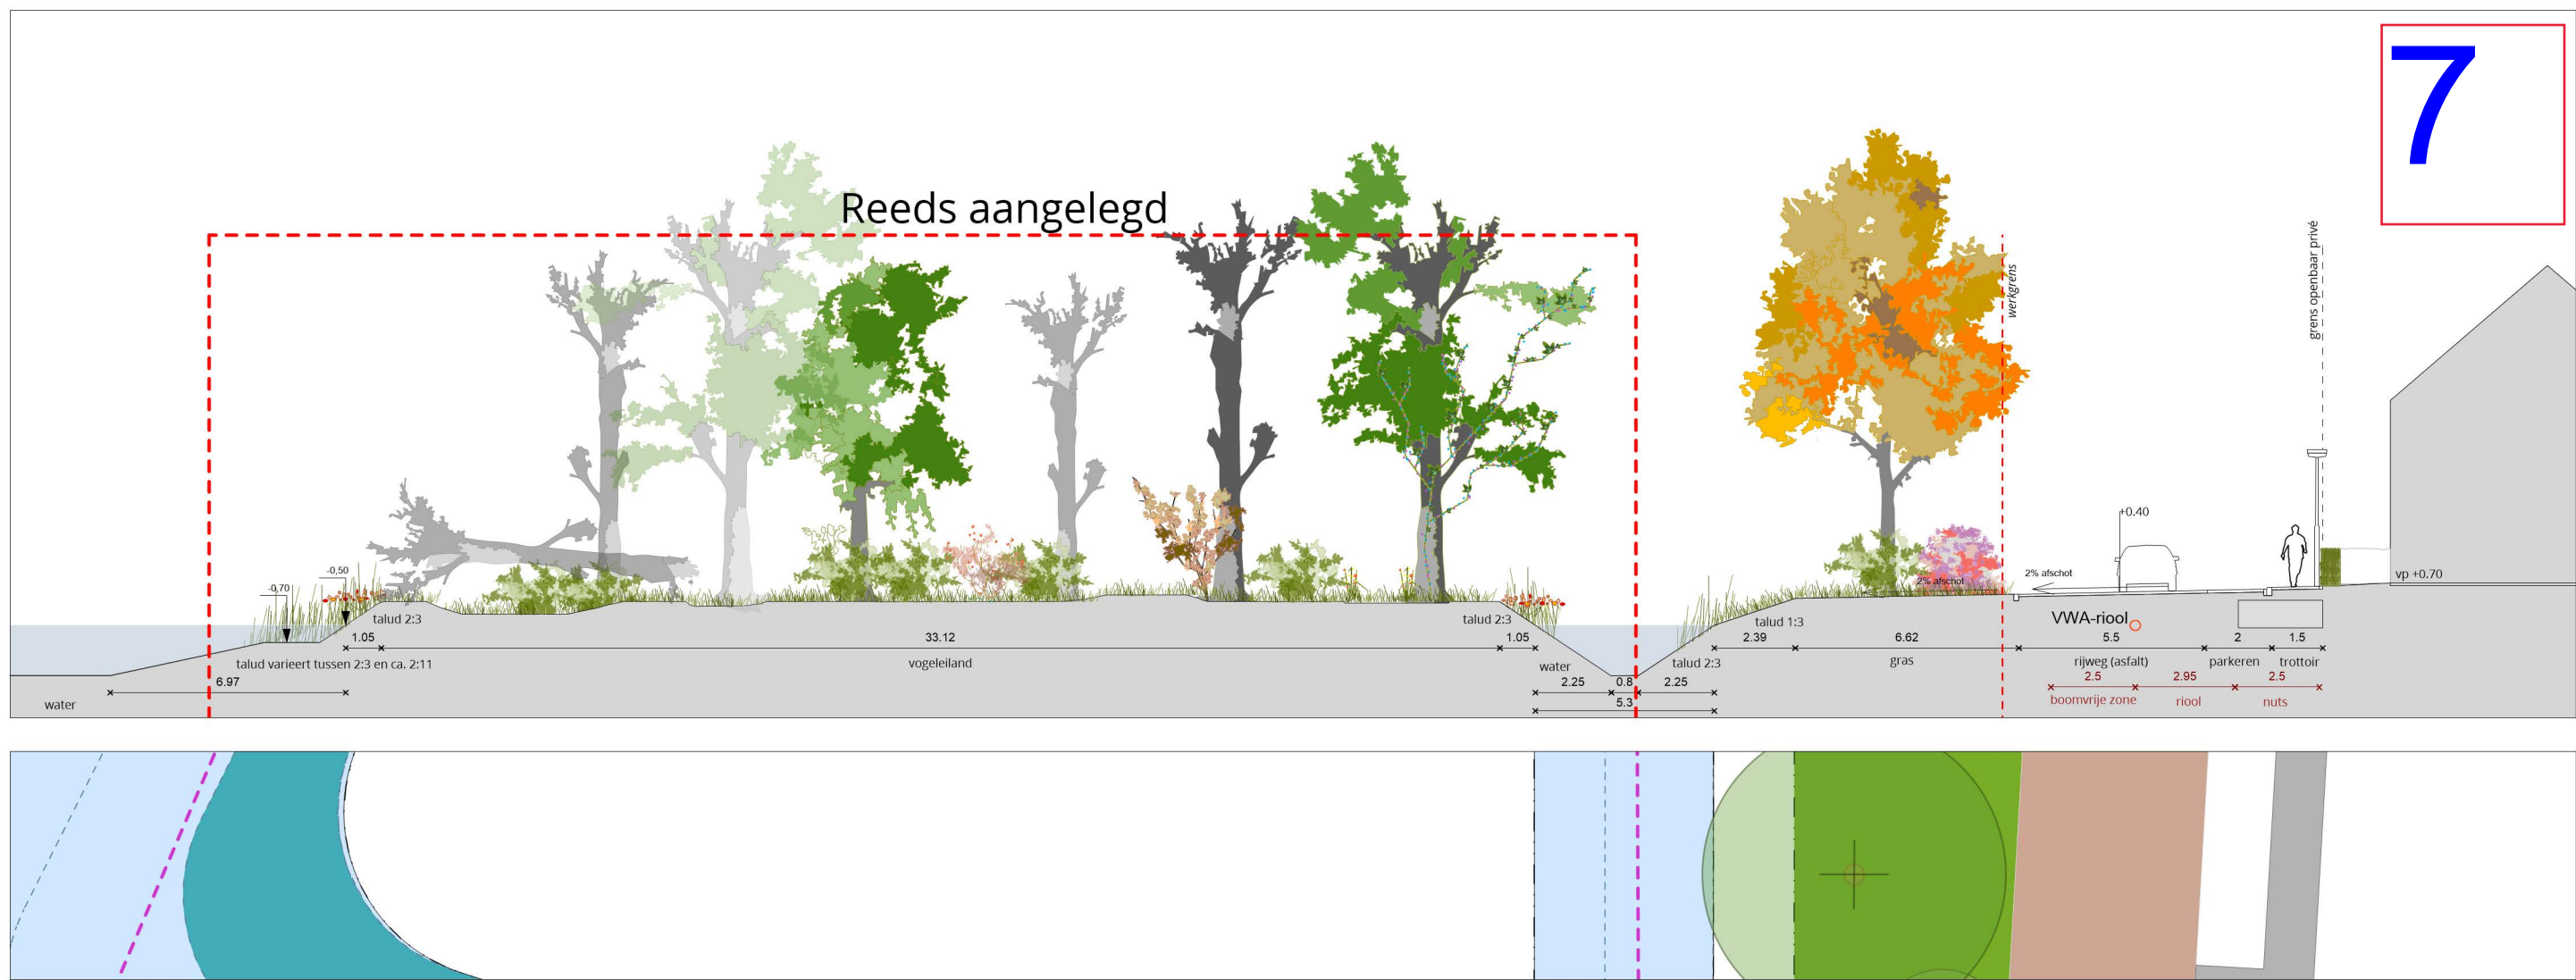 7
Reeds aangelegd
grens openbaar privé
werkgrens
+0.40
-0,50
-0,70
2% afschot
2% afschot
vp +0.70
talud 2:3
talud 2:3
talud 1:3
VWA-riool
1.05
33.12
1.05
2.39
6.62
5.5
2
1.5
talud varieert tussen 2:3 en ca. 2:11
vogeleiland
water
talud 2:3
gras
rijweg (asfalt)
parkeren
trottoir
6.97
2.25
0.8
2.25
2.5
2.95
2.5
water
5.3
boomvrije zone
riool
nuts